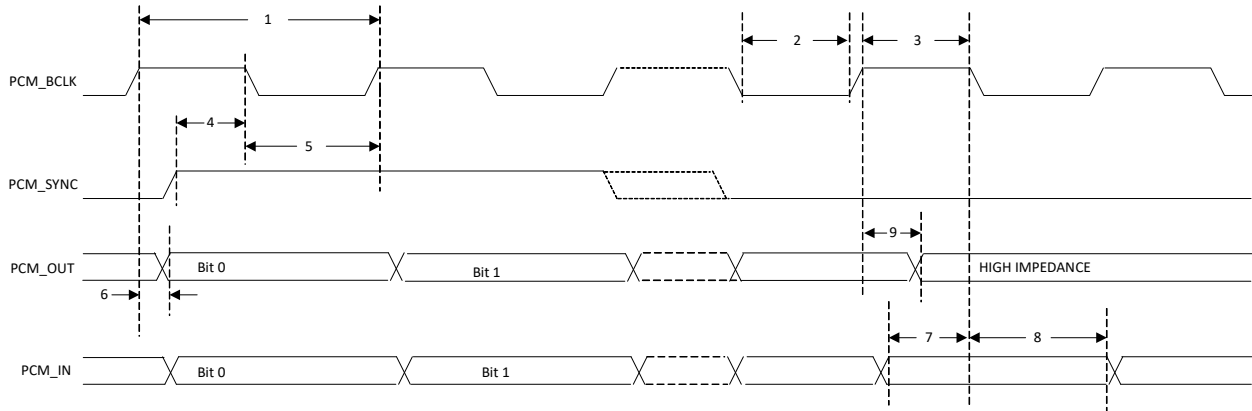 1
2
3
PCM_BCLK
4
5
PCM_SYNC
9
PCM_OUT
Bit 0
Bit 1
HIGH IMPEDANCE
6
7
8
PCM_IN
Bit 0
Bit 1